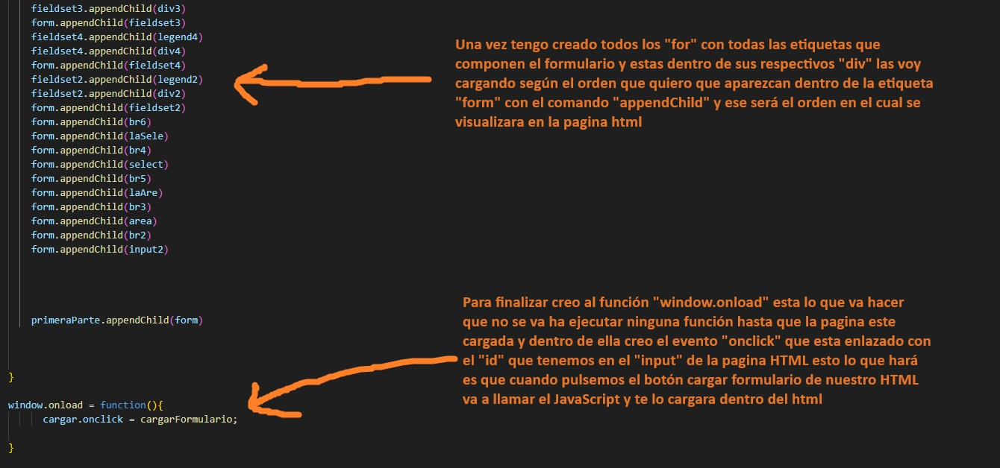 fieldset3.appendChild(div3)
form.appendChild(fieldset3)
fieldset4.appendChild(legend4)
fieldset4.appendChild(div4)
form.appendChild(fieldset4)
fieldset2.appendChild(legend2)
fieldset2.appendChild(div2)
form.appendChild(fieldset2)
form.appendChild(br6)
form.appendChild(laSele)
form.appendChild(br4)
form.appendChild(select)
form.appendChild(br5)
form.appendChild(laAre)
form.appendChild(br3)
form.appendChild(area)
form.appendChild(br2)
form.appendChild(input2)
primeraParte.appendChild(form)
}
window.onload = function(){
cargar.onclick = cargarFormulario;
}
Una vez tengo creado todos los "for" con todas las etiquetas que
componen el formulario y estas dentro de sus respectivos "div" las voy
cargando según el orden que quiero que aparezcan dentro de la etiqueta
"form" con el comando "appendChild" y ese será el orden en el cual se
visualizara en la pagina html
Para finalizar creo al función "window.onload" esta lo que va hacer
que no se va ha ejecutar ninguna función hasta que la pagina este
cargada y dentro de ella creo el evento "onclick" que esta enlazado con
el "id" que tenemos en el "input" de la pagina HTML esto lo que hará
es que cuando pulsemos el botón cargar formulario de nuestro HTML
va a llamar el JavaScript y te lo cargara dentro del html